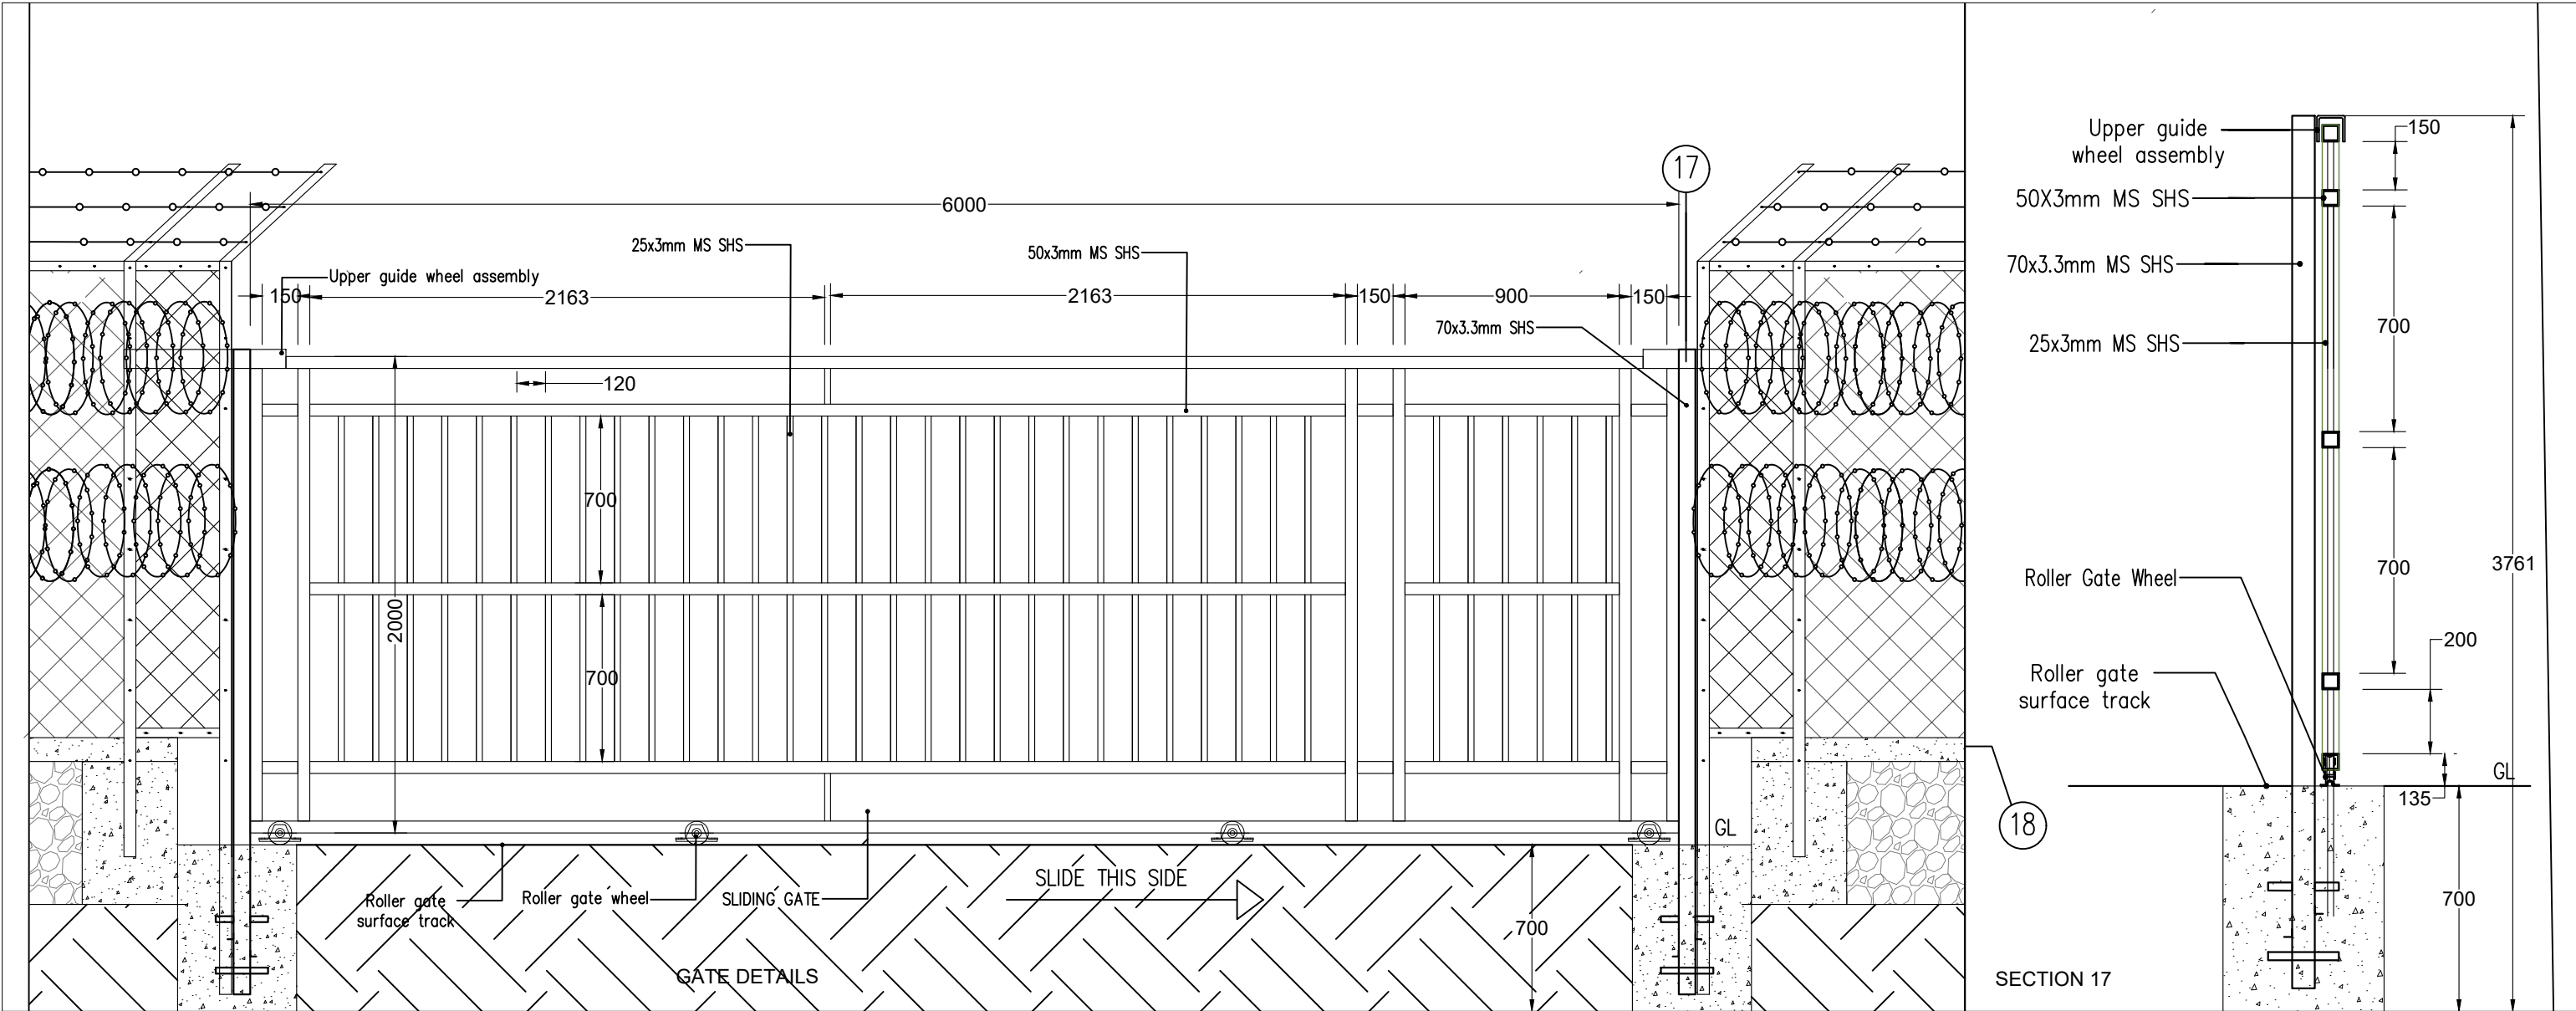 17
6000
25x3mm MS SHS
50x3mm MS SHS
Upper guide wheel assembly
150
2163
2163
150
900
150
70x3.3mm SHS
120
700
2000
700
GL
SLIDE THIS SIDE
Roller gate
surface track
Roller gate wheel
SLIDING GATE
700
GATE DETAILS
18
Upper guide
wheel assembly
150
50X3mm MS SHS
70x3.3mm MS SHS
700
25x3mm MS SHS
3761
Roller Gate Wheel
700
200
Roller gate
surface track
GL
135
700
SECTION 17